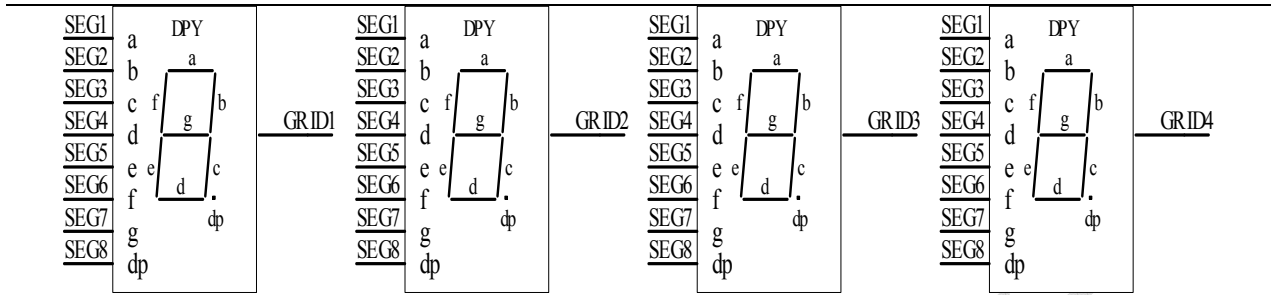 SEG1 a DPY SEG1 a DPY SEG1 a DPY SEG1 a DPY
SEG2 b a SEG2 b a SEG2 b a SEG2 b a
SEG3 c f b SEG3 c f b SEG3 c f b SEG3 c f b
SEG4 d g GRID1 SEG4 d g GRID2 SEG4 d g GRID3 SEG4 d g GRID4
SEG5 e e c SEG5 e e c SEG5 e e c SEG5 e e c
SEG6 f d SEG6 f d SEG6 f d SEG6 f d
SEG7 g dp SEG7 g dp SEG7 g dp SEG7 g dp
SEG8 dp SEG8 dp SEG8 dp SEG8 dp